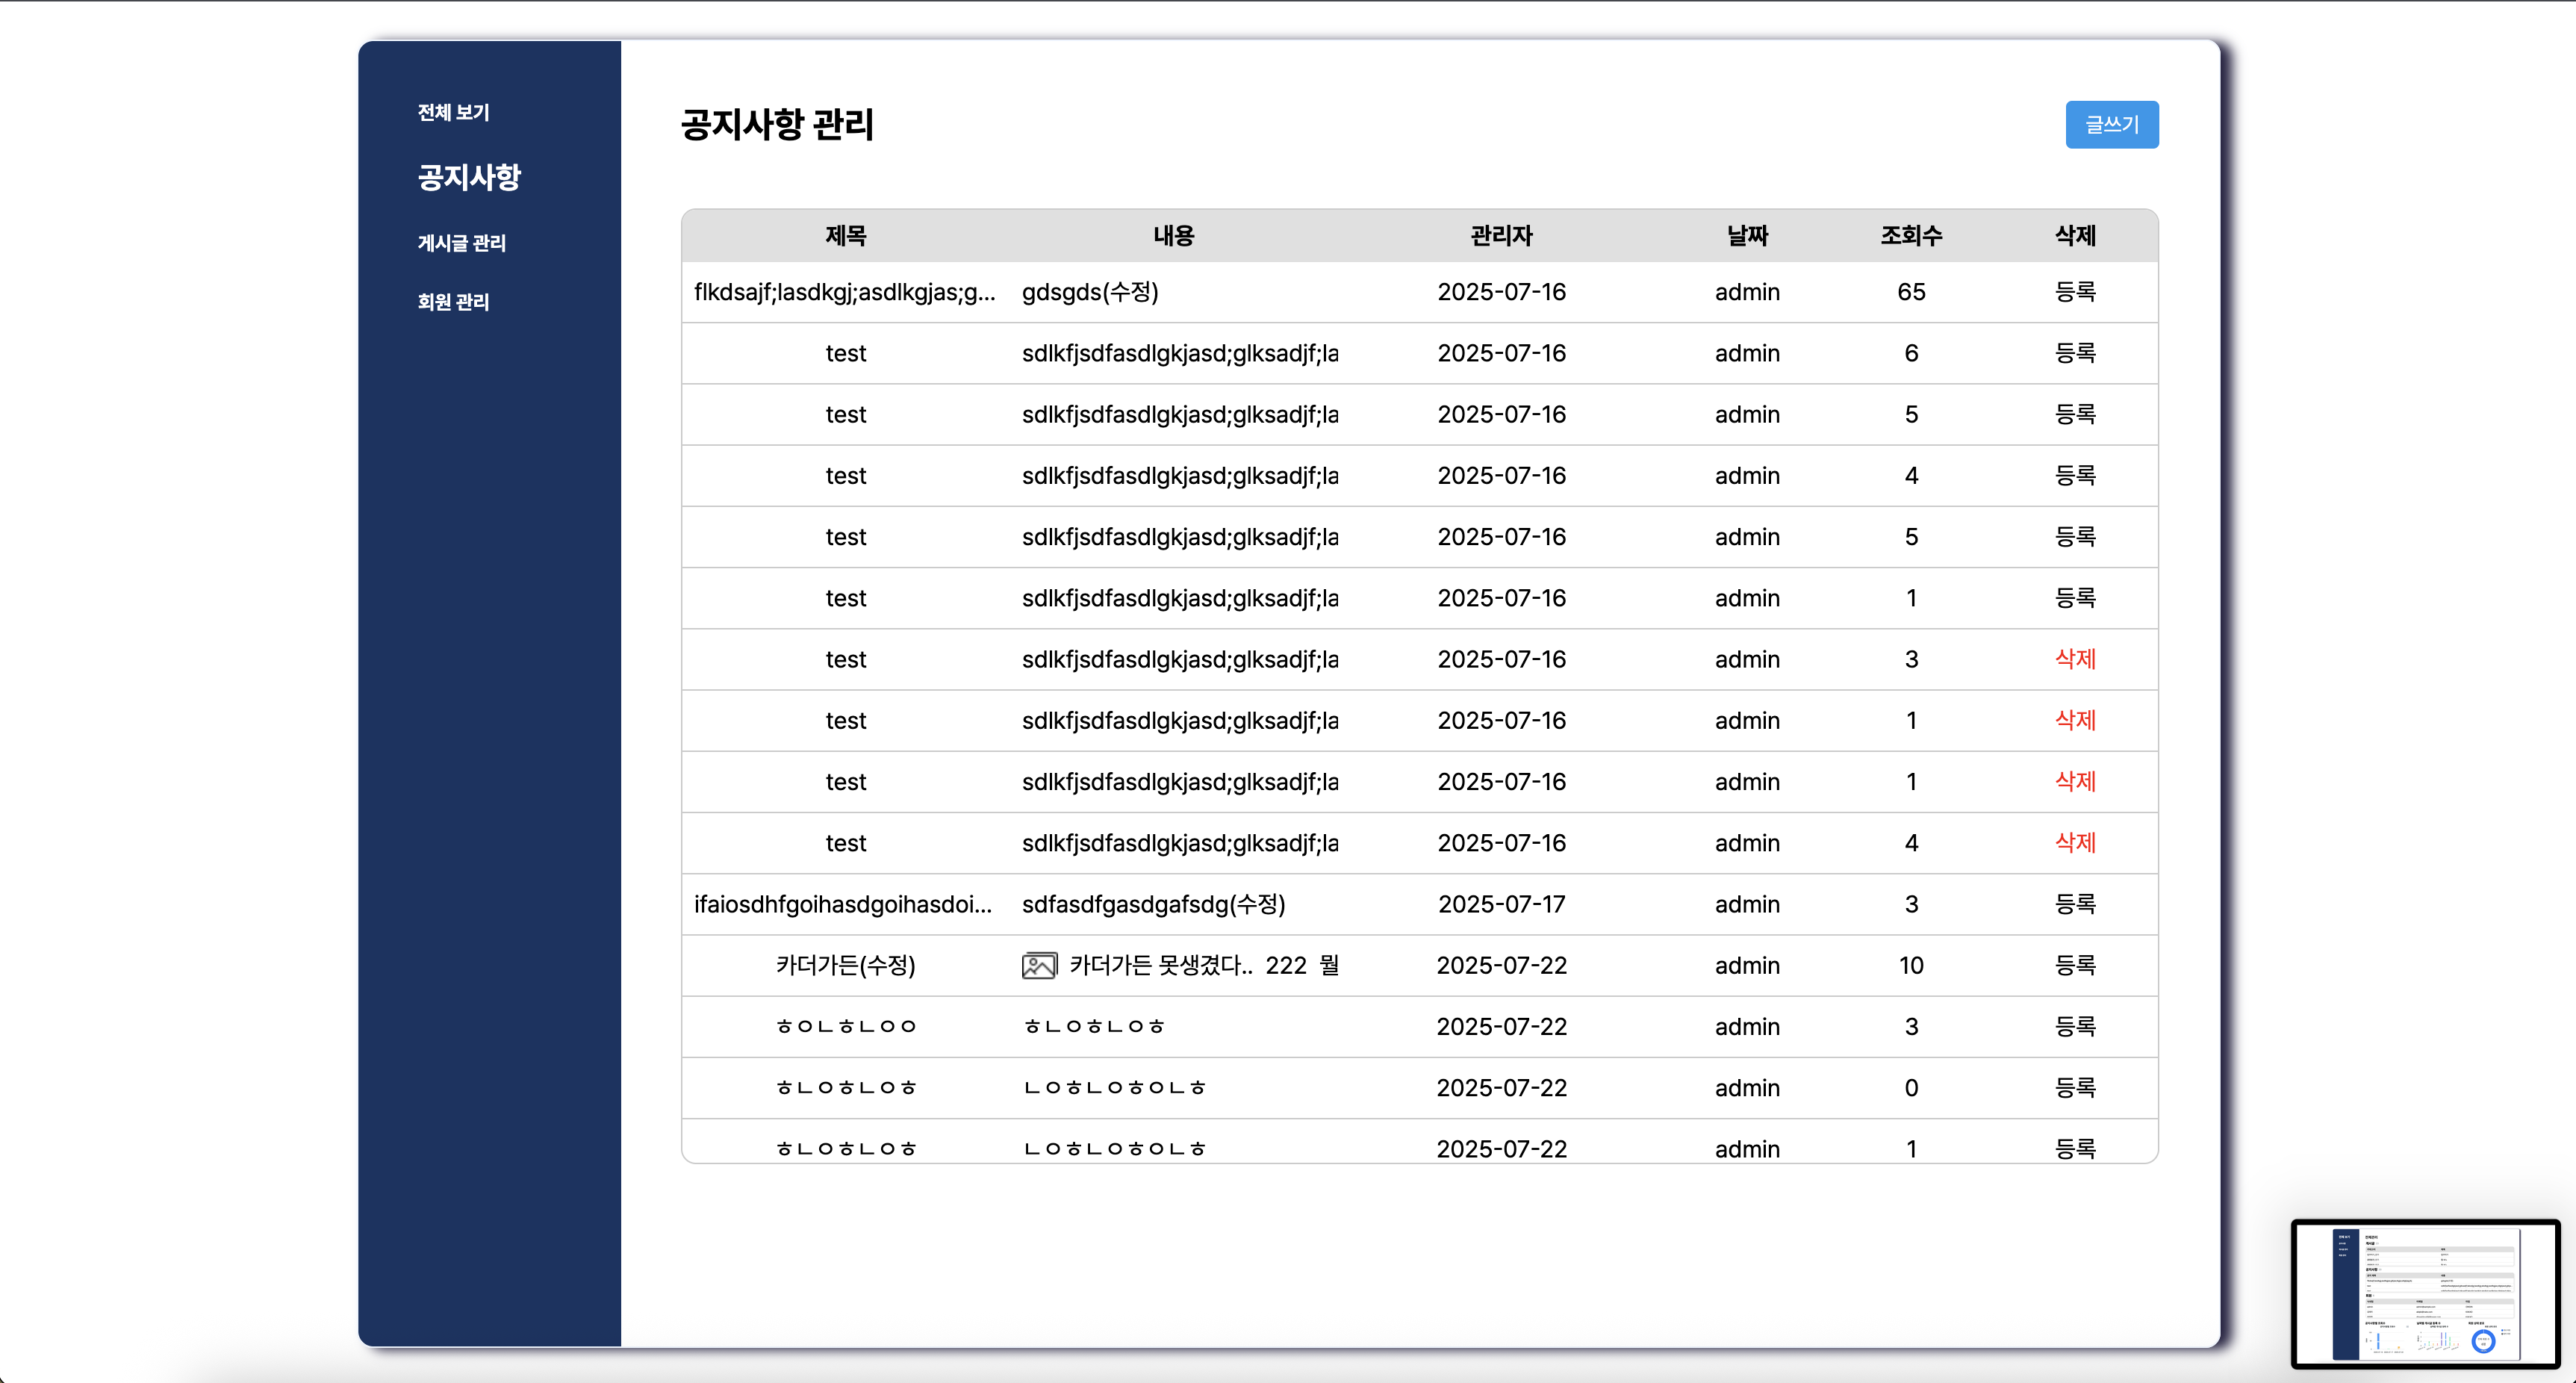 전체 보기
공지사항
게시글 관리
회원 관리
공지사항 관리
글쓰기
제목 내용 관리자 날짜 조회수 삭제
flkdsajf;lasdkgj;asdlkgjas;g... gdsgds(수정) 2025-07-16 admin 65 등록
test sdlkfjsdfasdlgkjasd;glksadjf;la 2025-07-16 admin 6 등록
test sdlkfjsdfasdlgkjasd;glksadjf;la 2025-07-16 admin 5 등록
test sdlkfjsdfasdlgkjasd;glksadjf;la 2025-07-16 admin 4 등록
test sdlkfjsdfasdlgkjasd;glksadjf;la 2025-07-16 admin 5 등록
test sdlkfjsdfasdlgkjasd;glksadjf;la 2025-07-16 admin 1 등록
test sdlkfjsdfasdlgkjasd;glksadjf;la 2025-07-16 admin 3 삭제
test sdlkfjsdfasdlgkjasd;glksadjf;la 2025-07-16 admin 1 삭제
test sdlkfjsdfasdlgkjasd;glksadjf;la 2025-07-16 admin 1 삭제
test sdlkfjsdfasdlgkjasd;glksadjf;la 2025-07-16 admin 4 삭제
ifaiosdhfgoihasdgoihasdoi... sdfasdfgasdgafsdg(수정) 2025-07-17 admin 3 등록
카더가든(수정) 카더가든 못생겼다.. 222 뭘 2025-07-22 admin 10 등록
ㅎㅇㄴㅎㄴㅇㅇ ㅎㄴㅇㅎㄴㅇㅎ 2025-07-22 admin 3 등록
ㅎㄴㅇㅎㄴㅇㅎ ㄴㅇㅎㄴㅇㅎㅇㄴㅎ 2025-07-22 admin 0 등록
ㅎㄴㅇㅎㄴㅇㅎ ㄴㅇㅎㄴㅇㅎㅇㄴㅎ 2025-07-22 admin 1 등록